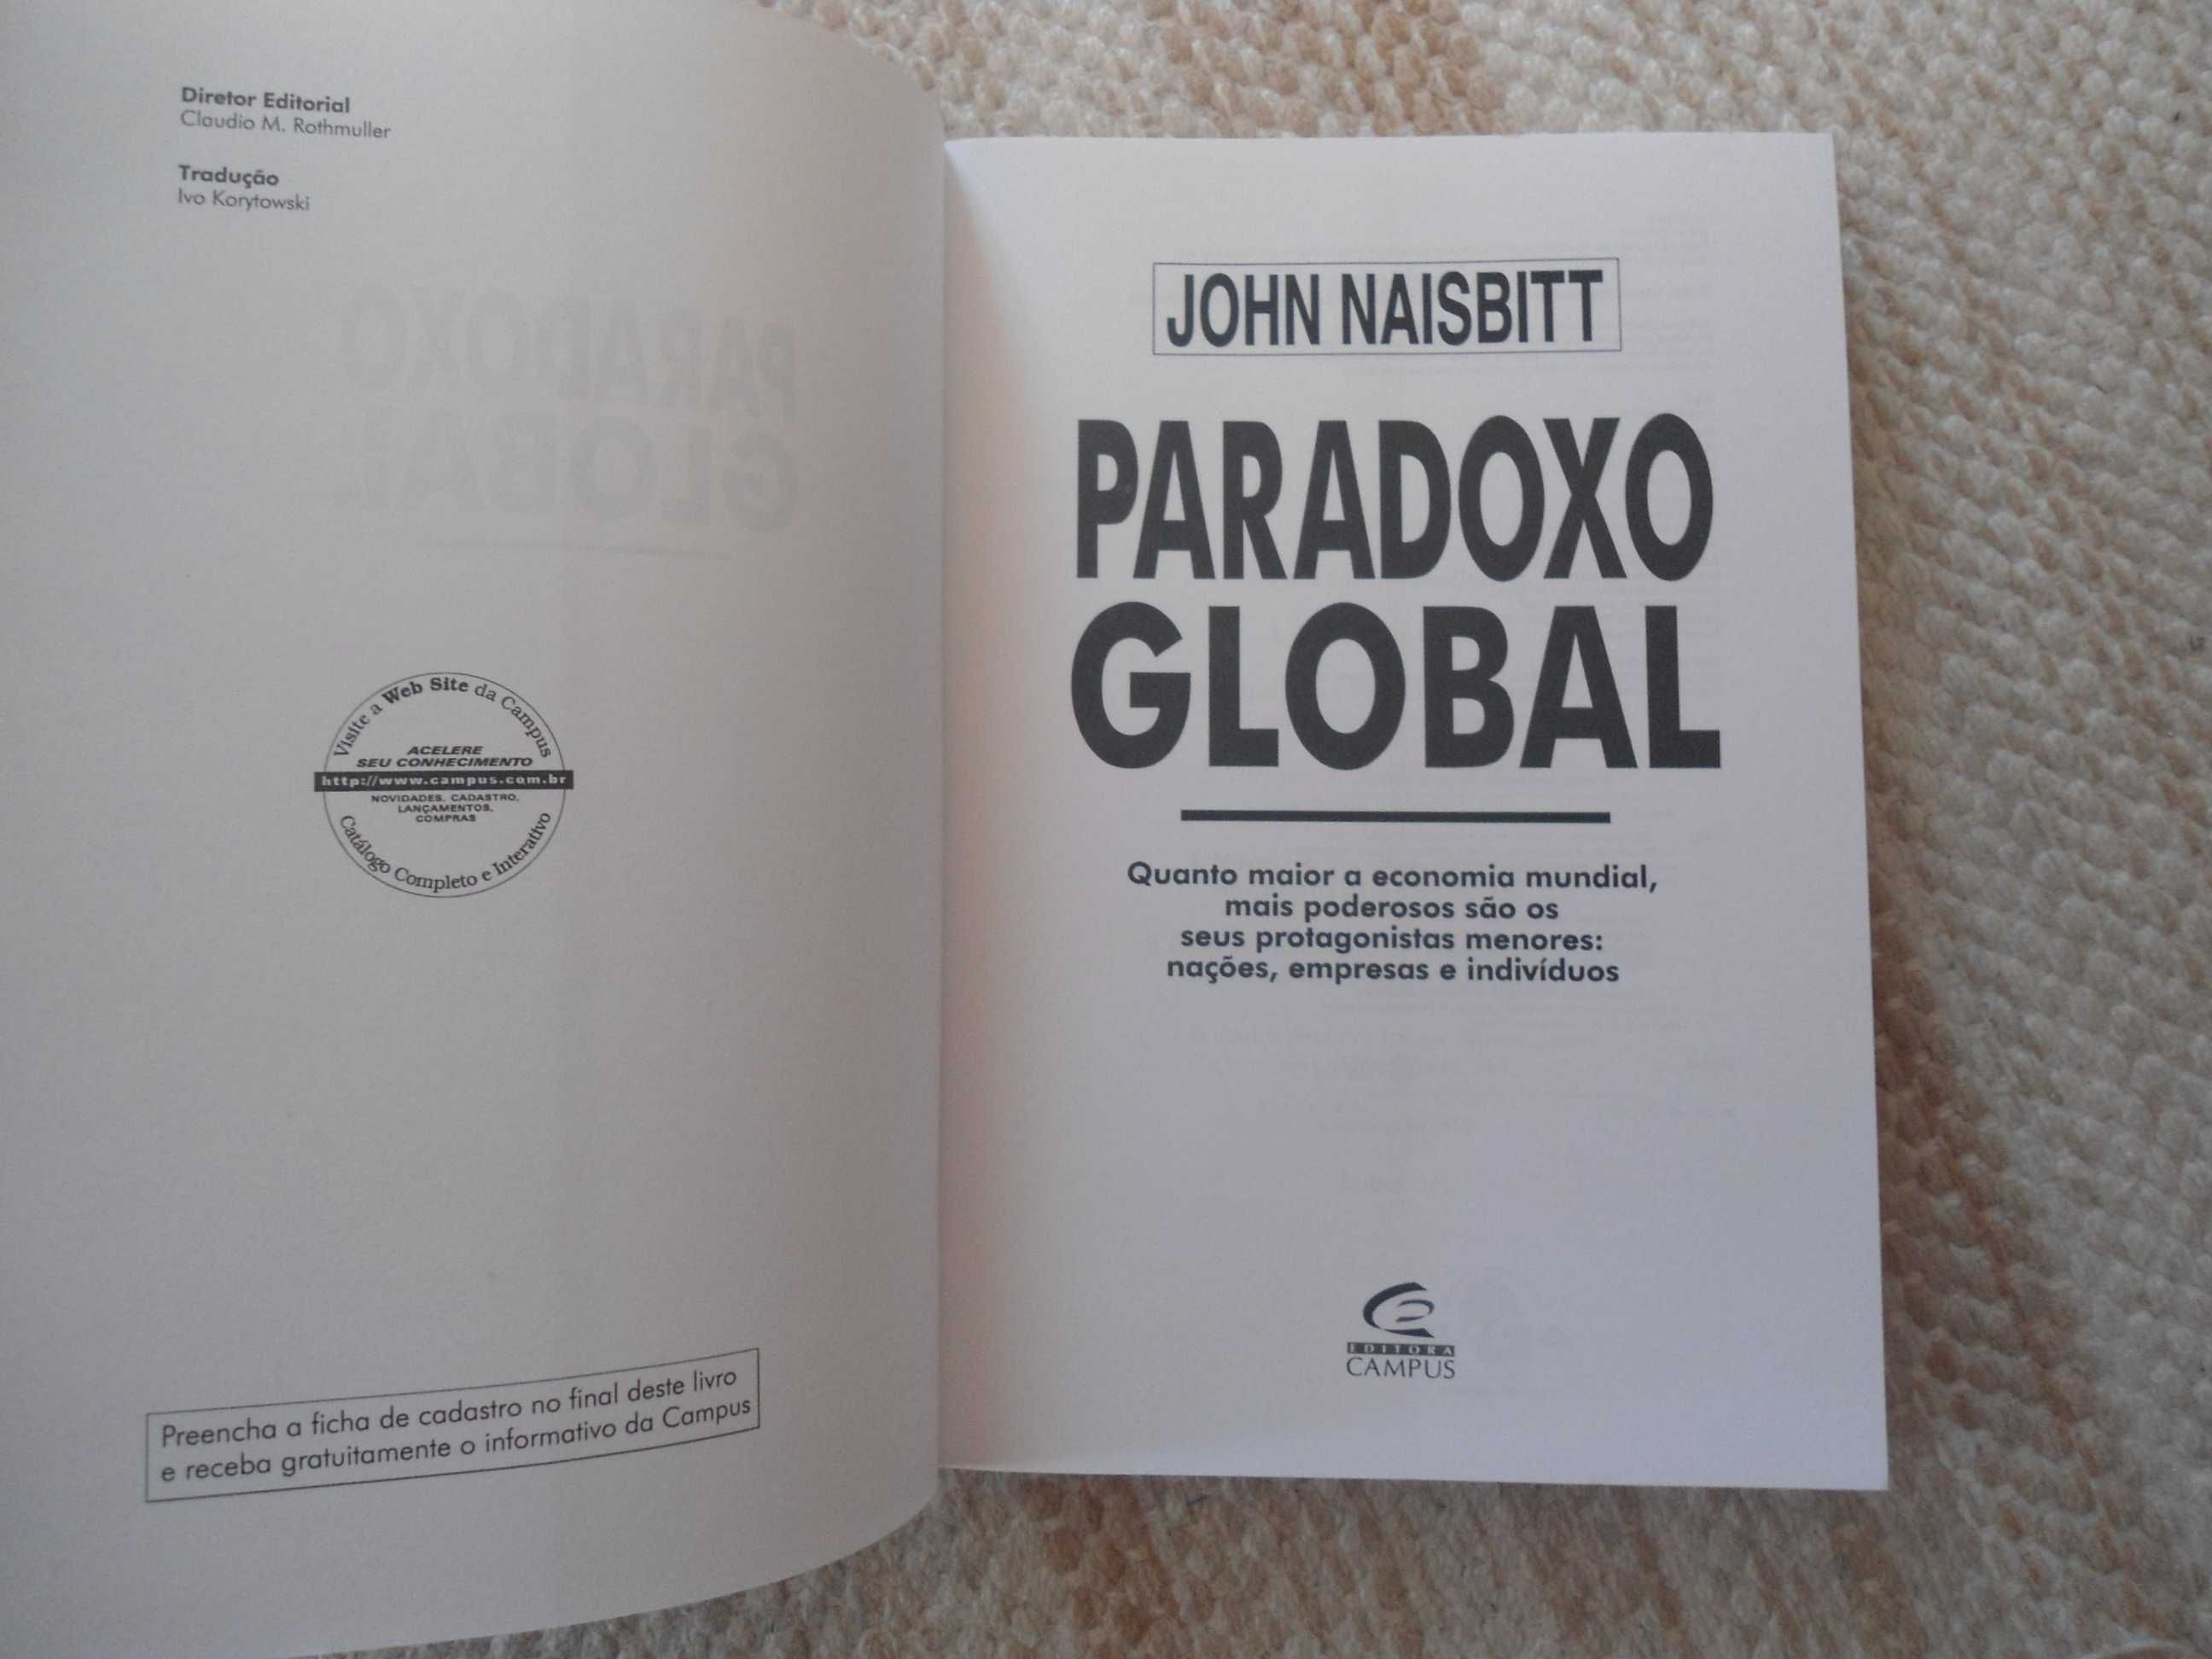 Diretor Editorial
Claudio M. Rothmuller
Tradução
Ivo Korytowski
Visite a Web Site da Campus
ACELERE
SEU CONHECIMENTO
http://www.campus.com.br
NOVIDADES, CADASTRO,
LANÇAMENTOS,
COMPRAS
Catálogo Completo e Interativo
Preencha a ficha de cadastro no final deste livro
e receba gratuitamente o informativo da Campus
JOHN NAISBITT
PARADOXO
GLOBAL
Quanto maior a economia mundial,
mais poderosos são os
seus protagonistas menores:
nações, empresas e indivíduos
EDITORA
CAMPUS